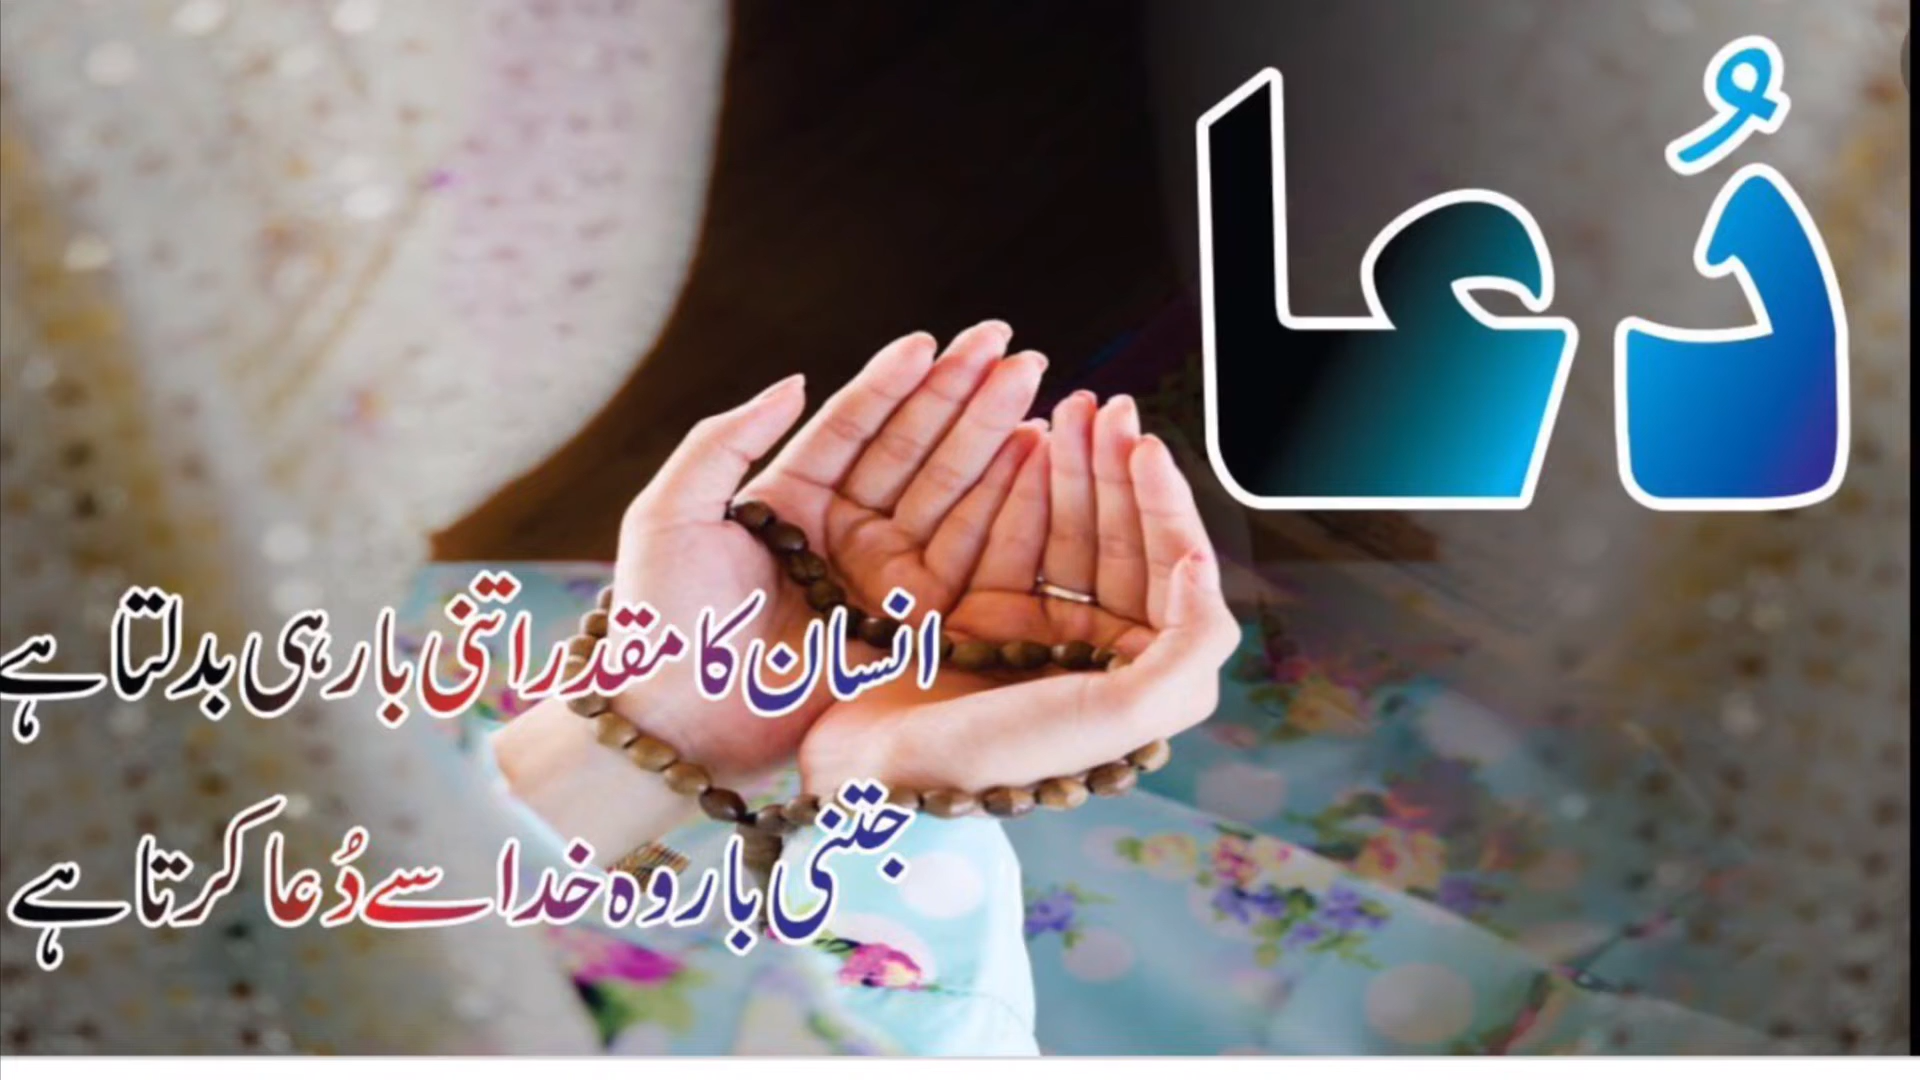 دُعا
انسان کا مقدر اتنی بار ہی بدلتا ہے
جتنی بار وہ خدا سے دُعا کرتا ہے